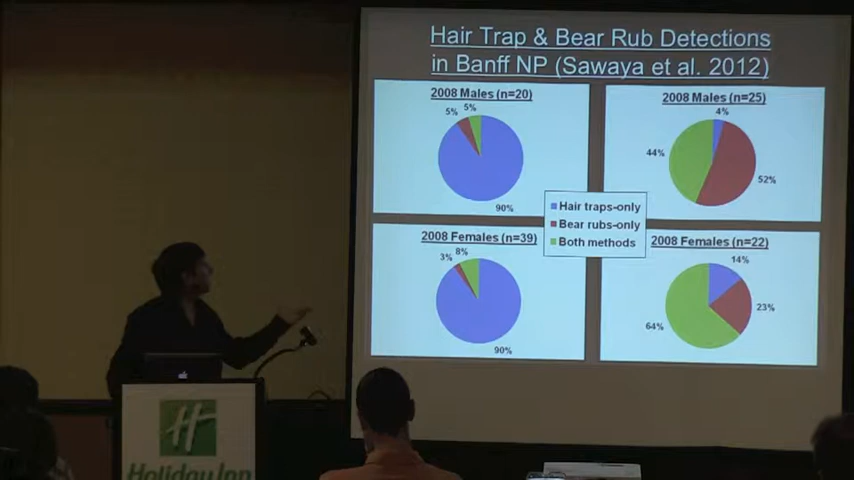 Hair Trap & Bear Rub Detections
in Banff NP (Sawaya et al. 2012)
2008 Males (n=20)
5%
5%
90%
2008 Males (n=25)
4%
44%
52%
Hair traps-only
Bear rubs-only
Both methods
2008 Females (n=39)
3%
8%
90%
2008 Females (n=22)
14%
23%
64%
H
Holiday Inn